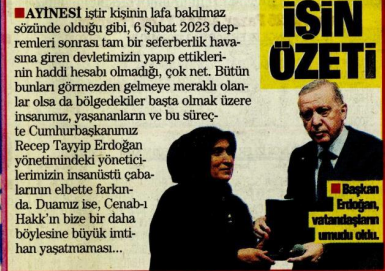 İŞİN
ÖZETİ
■AYİNESİ iştir kişinin lafa bakılmaz
sözünde olduğu gibi, 6 Şubat 2023 dep-
remleri sonrası tam bir seferberlik hava-
sına giren devletimizin yapıp ettikleri-
nin haddi hesabı olmadığı, çok net. Bütün
bunları görmezden gelmeye meraklı olan-
lar olsa da bölgedekiler başta olmak üzere
insanımız, yaşananların ve bu süreç-
te Cumhurbaşkanımız
Recep Tayyip Erdoğan
yönetimindeki yönetici-
lerimizin insanüstü çaba-
larının elbette farkın-
da. Duamız ise, Cenab-ı
Hakk'ın bize bir daha
böylesine büyük imti-
han yaşatmaması...
■Başkan
Erdoğan,
vatandaşların
umudu oldu.